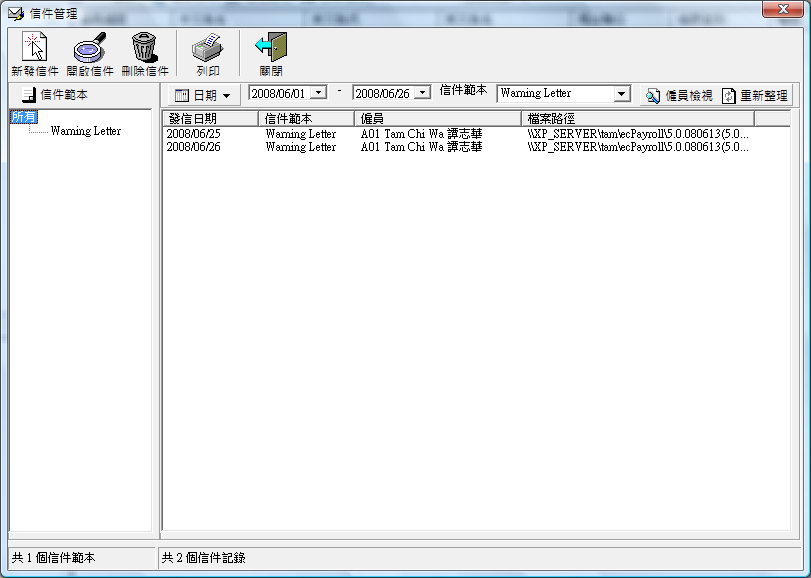 信件管理
新發信件 開啟信件 刪除信件 列印 關閉
信件範本 日期 2008/06/01 - 2008/06/26 信件範本 Warning Letter 僱員檢視 重新整理
所有
Warning Letter
發信日期 信件範本 僱員 檔案路徑
2008/06/25 Warning Letter A01 Tam Chi Wa 譚志華 \\XP_SERVER\tam\ecPayroll\5.0.080613(5.0...
2008/06/26 Warning Letter A01 Tam Chi Wa 譚志華 \\XP_SERVER\tam\ecPayroll\5.0.080613(5.0...
共 1 個信件範本 共 2 個信件記錄